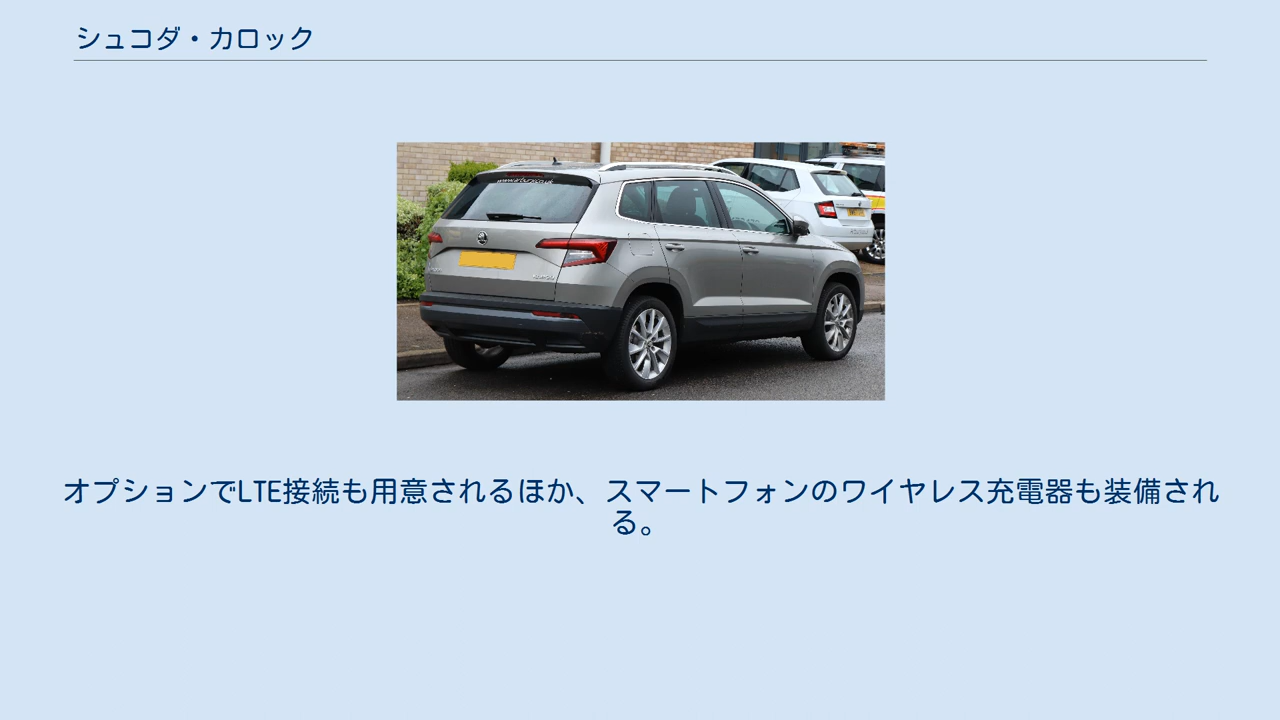 シュコダ・カロック
オプションでLTE接続も用意されるほか、スマートフォンのワイヤレス充電器も装備され
る。